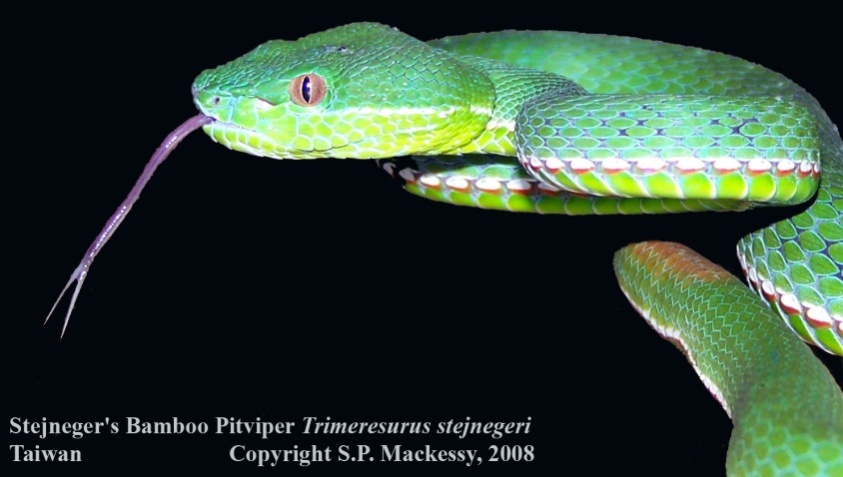 Stejneger's Bamboo Pitviper Trimeresurus stejnegeri
Taiwan Copyright S.P. Mackessy, 2008